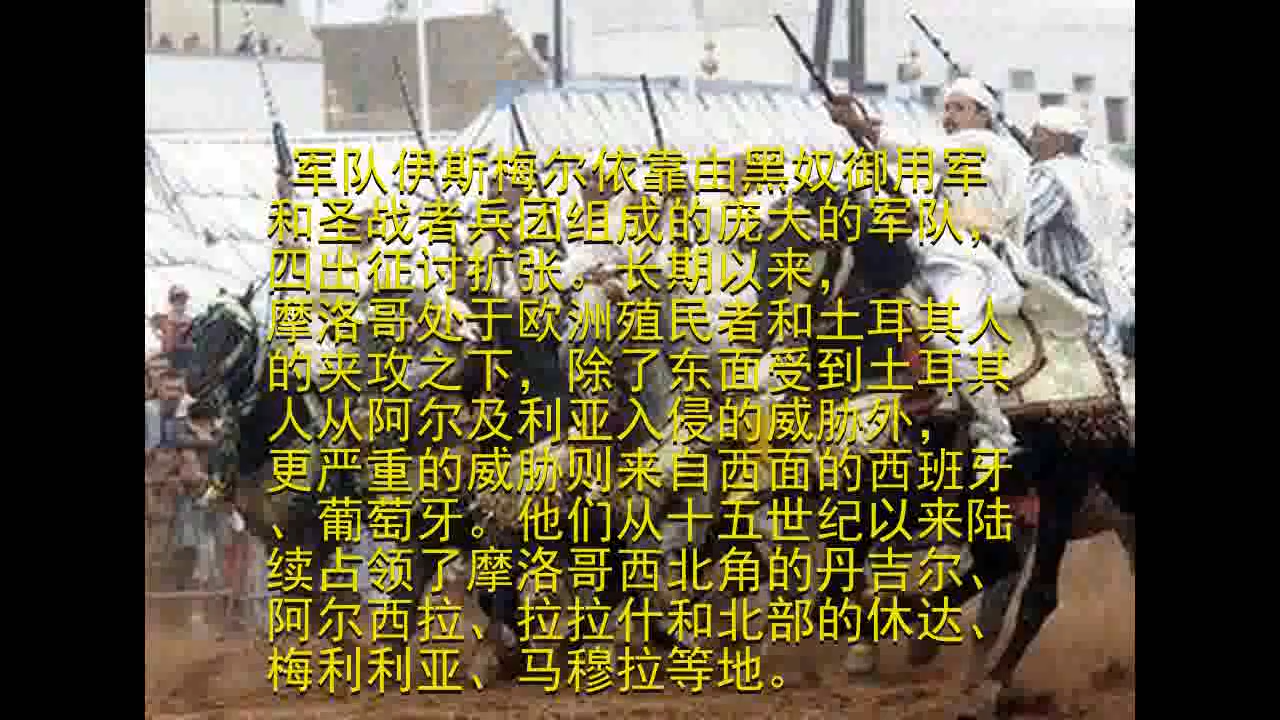 军队伊斯梅尔依靠由黑奴御用军
和圣战者兵团组成的庞大的军队，
四出征讨扩张。长期以来，
摩洛哥处于欧洲殖民者和土耳其人
的夹攻之下，除了东面受到土耳其
人从阿尔及利亚入侵的威胁外，
更严重的威胁则来自西面的西班牙
、葡萄牙。他们从十五世纪以来陆
续占领了摩洛哥西北角的丹吉尔、
阿尔西拉、拉拉什和北部的休达、
梅利利亚、马穆拉等地。